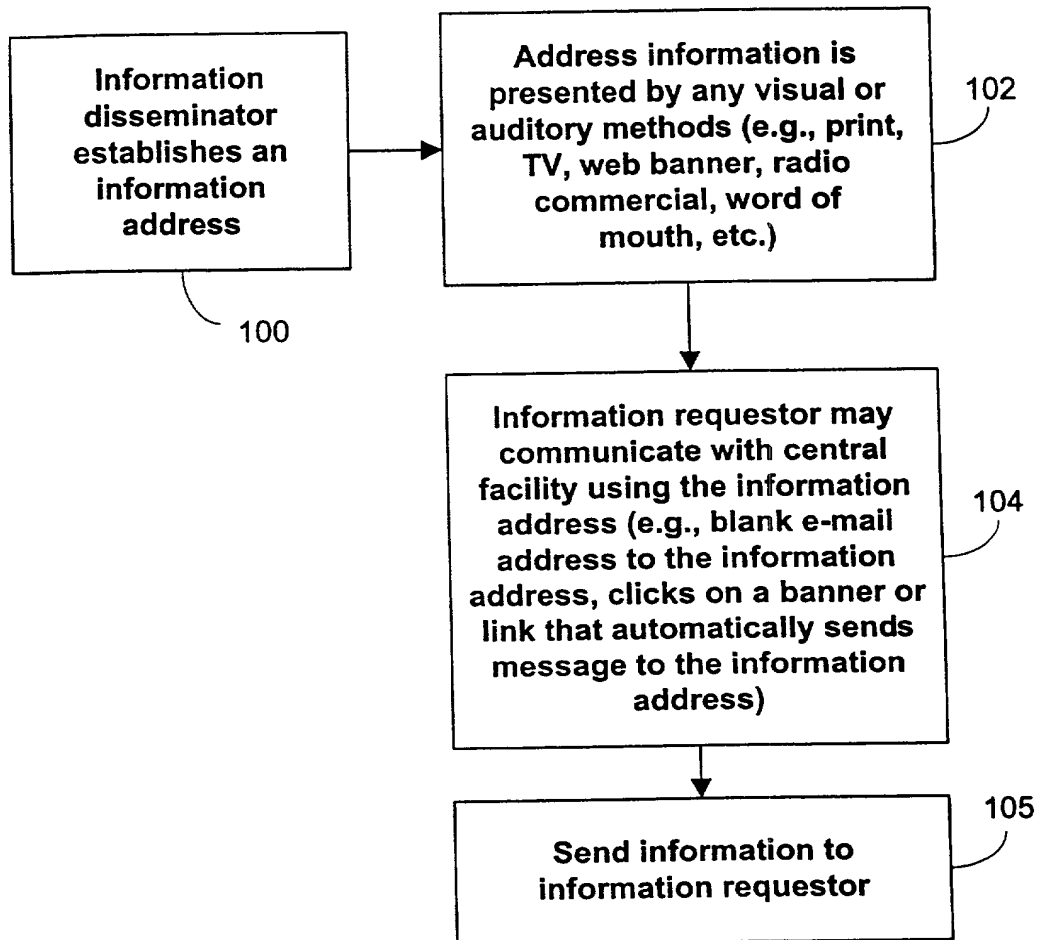 Information
disseminator
establishes an
information
address
100
Address information is
presented by any visual or
auditory methods (e.g., print,
TV, web banner, radio
commercial, word of
mouth, etc.)
102
Information requestor may
communicate with central
facility using the information
address (e.g., blank e-mail
address to the information
address, clicks on a banner or
link that automatically sends
message to the information
address)
104
Send information to
information requestor
105